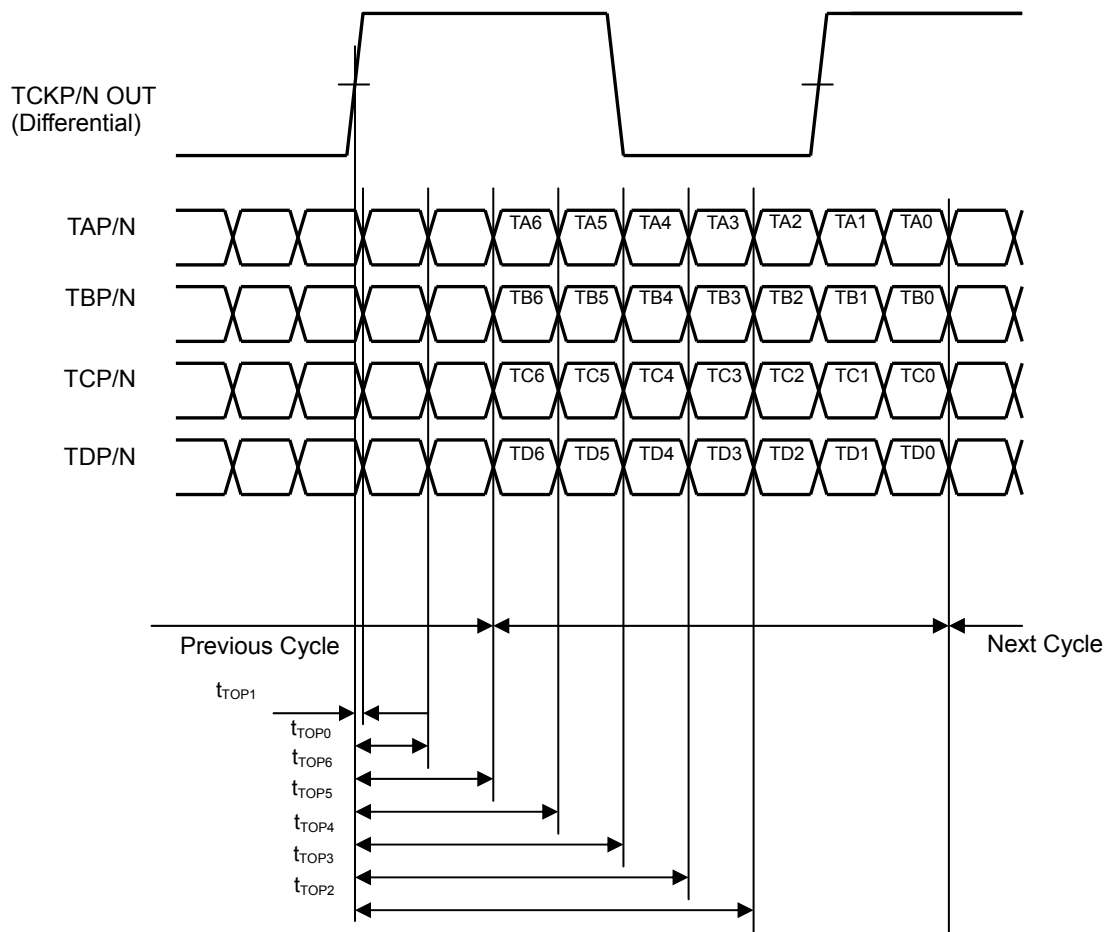 TCKP/N OUT
(Differential)
TAP/N
TA6 TA5 TA4 TA3 TA2 TA1 TA0
TBP/N
TB6 TB5 TB4 TB3 TB2 TB1 TB0
TCP/N
TC6 TC5 TC4 TC3 TC2 TC1 TC0
TDP/N
TD6 TD5 TD4 TD3 TD2 TD1 TD0
Previous Cycle
Next Cycle
tTOP1
tTOP0
tTOP6
tTOP5
tTOP4
tTOP3
tTOP2